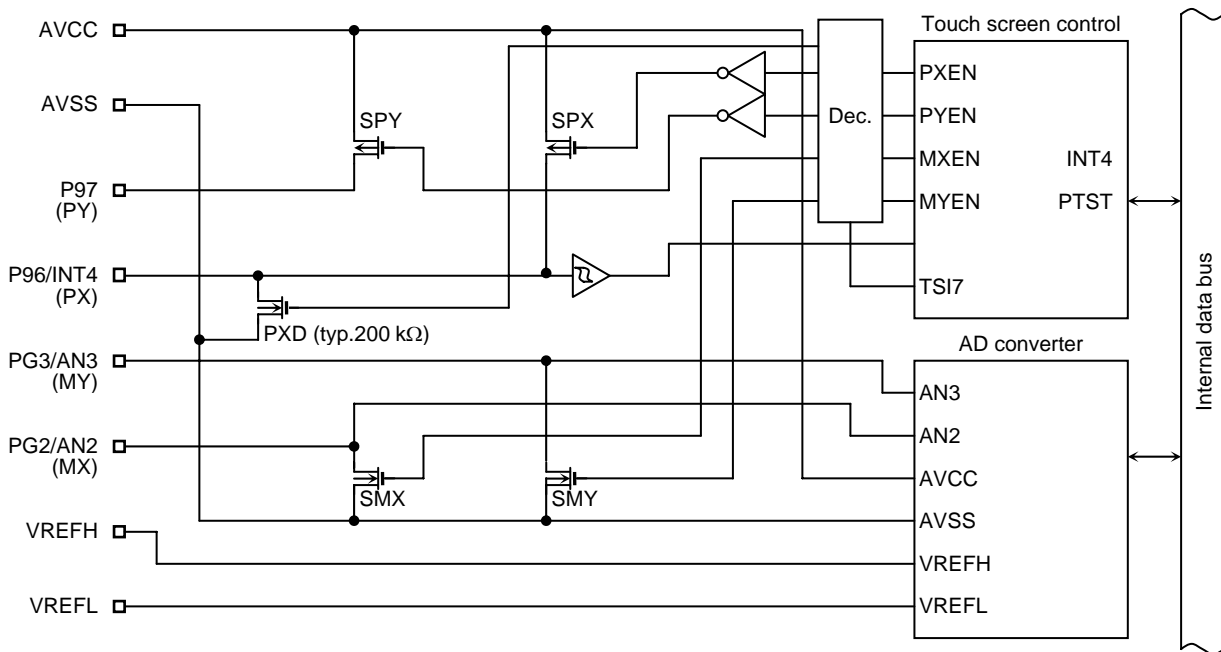 AVCC
AVSS
P97
(PY)
P96/INT4
(PX)
PG3/AN3
(MY)
PG2/AN2
(MX)
VREFH
VREFL
SPY
SPX
PXD (typ.200 kΩ)
SMX
SMY
Dec.
Touch screen control
PXEN
PYEN
MXEN
MYEN
TSI7
INT4
PTST
AD converter
AN3
AN2
AVCC
AVSS
VREFH
VREFL
Internal data bus